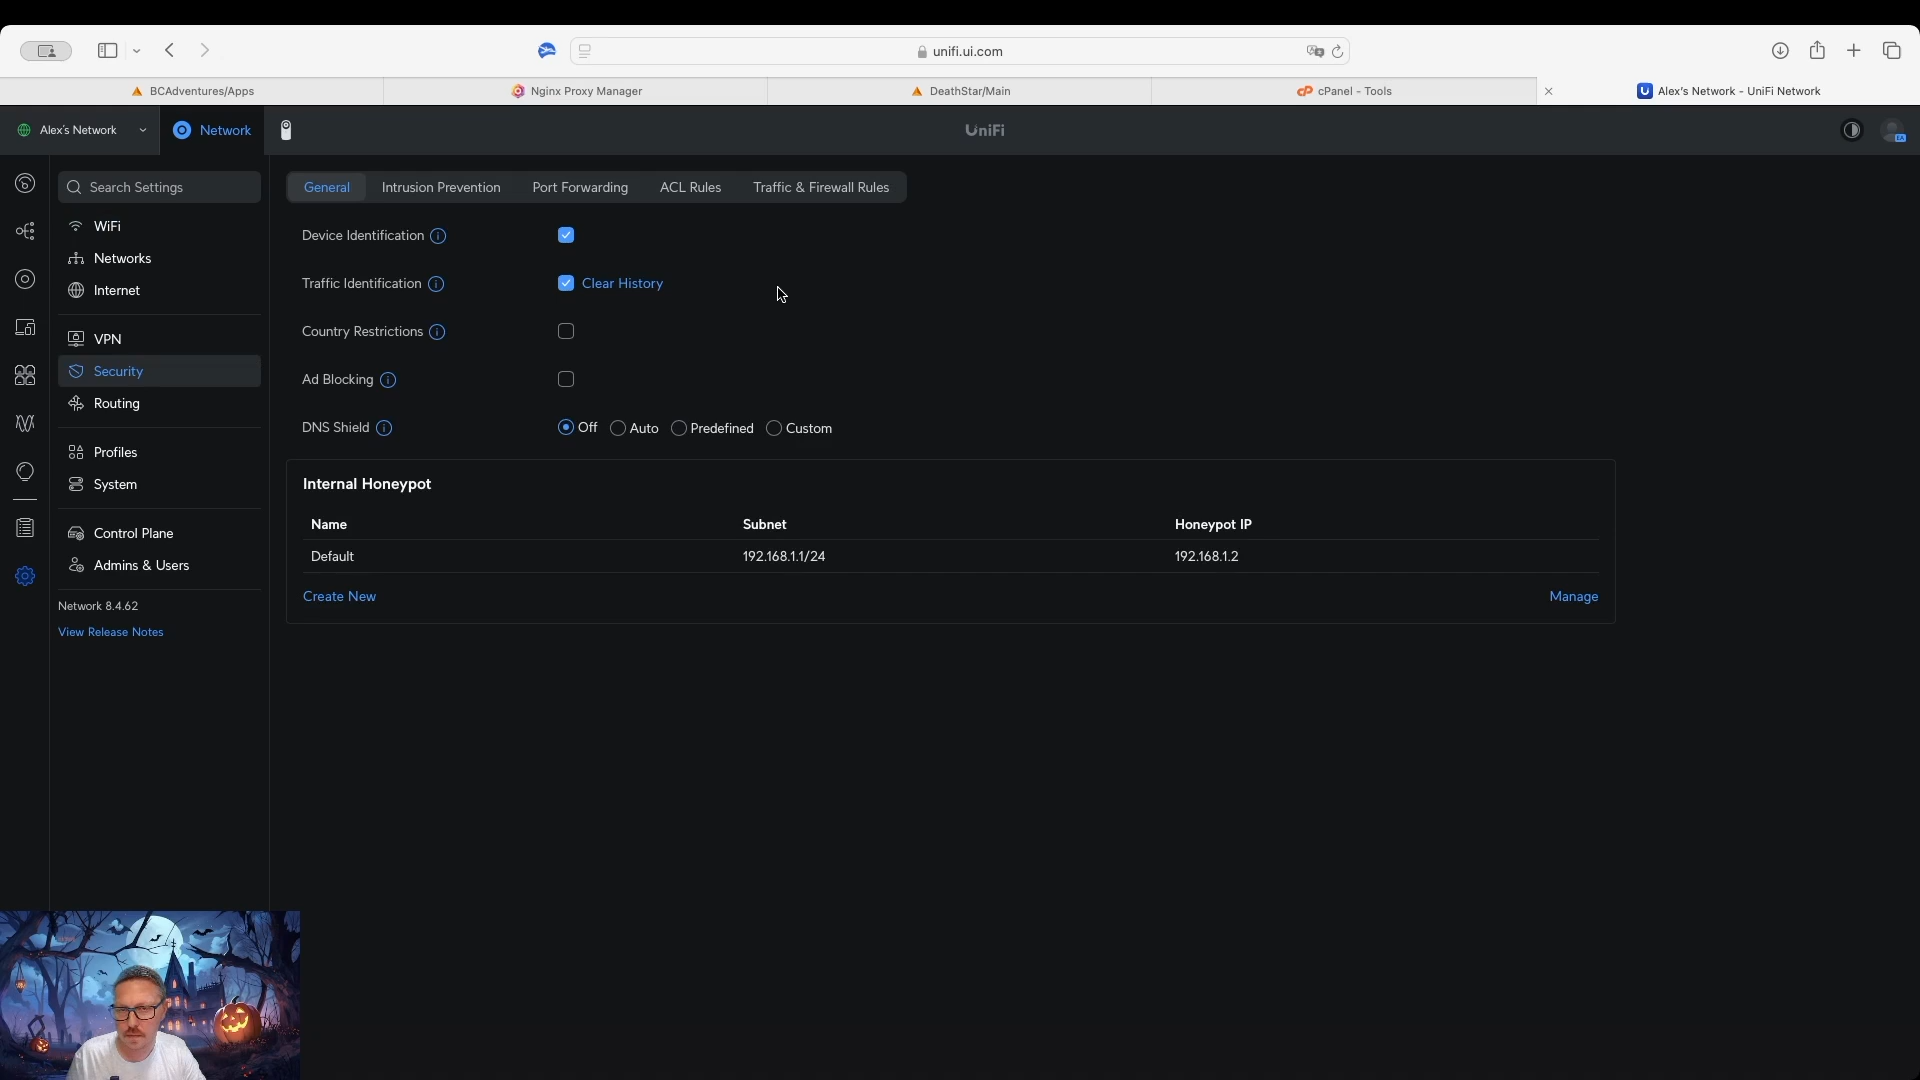 unifi.ui.com
BCAdventures/Apps
Nginx Proxy Manager
DeathStar/Main
cPanel - Tools
Alex's Network - UniFi Network
Alex's Network
Network
UniFi
Search Settings
WiFi
Networks
Internet
VPN
Security
Routing
Profiles
System
Control Plane
Admins & Users
Network 8.4.62
View Release Notes
General
Intrusion Prevention
Port Forwarding
ACL Rules
Traffic & Firewall Rules
Device Identification
Traffic Identification
Clear History
Country Restrictions
Ad Blocking
DNS Shield
Off
Auto
Predefined
Custom
Internal Honeypot
Name
Subnet
Honeypot IP
Default
192.168.1.1/24
192.168.1.2
Create New
Manage